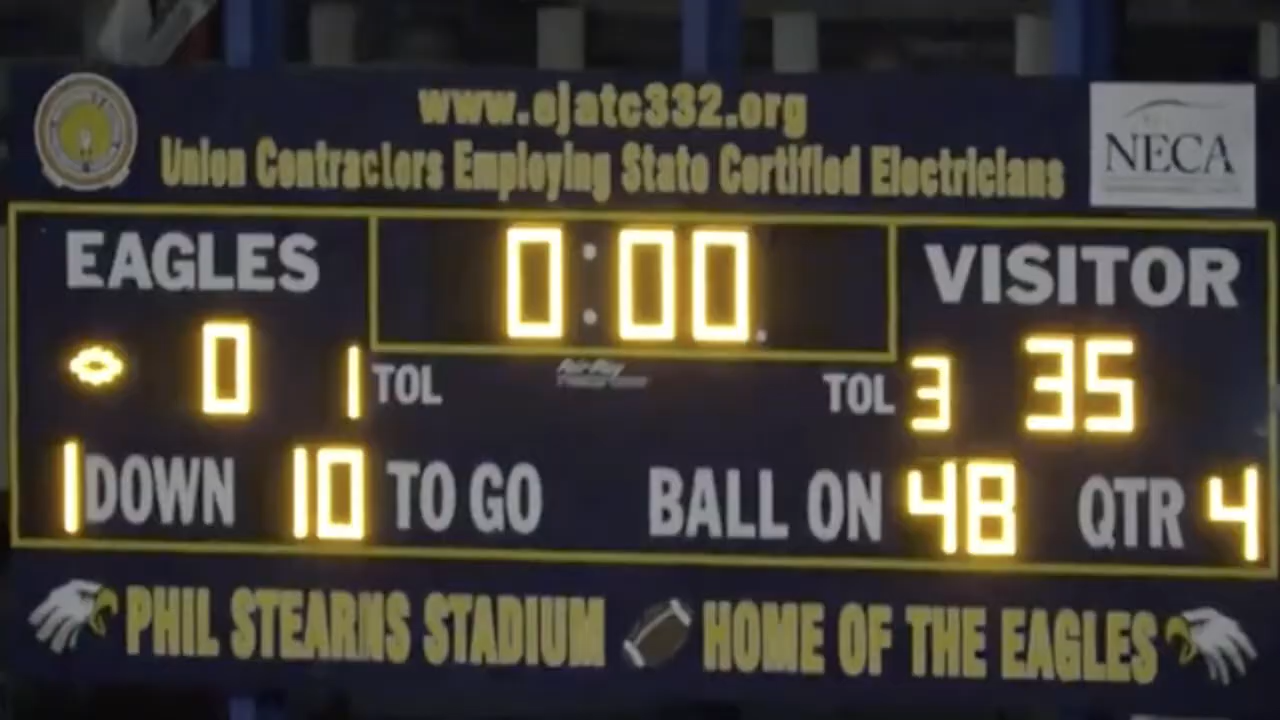 www.ejatc332.org
Union Contractors Employing State Certified Electricians
NECA
EAGLES 0:00 VISITOR
0 1 TOL TOL 3 35
1 DOWN 10 TO GO BALL ON 48 QTR 4
PHIL STEARNS STADIUM HOME OF THE EAGLES